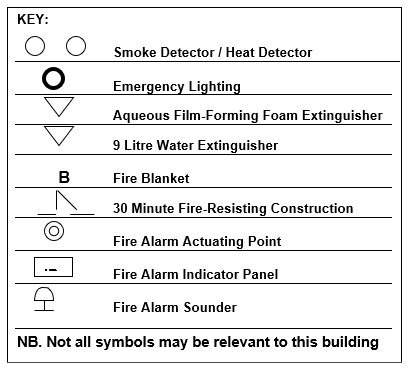 KEY:
Smoke Detector / Heat Detector
Emergency Lighting
Aqueous Film-Forming Foam Extinguisher
9 Litre Water Extinguisher
B Fire Blanket
30 Minute Fire-Resisting Construction
Fire Alarm Actuating Point
Fire Alarm Indicator Panel
Fire Alarm Sounder
NB. Not all symbols may be relevant to this building